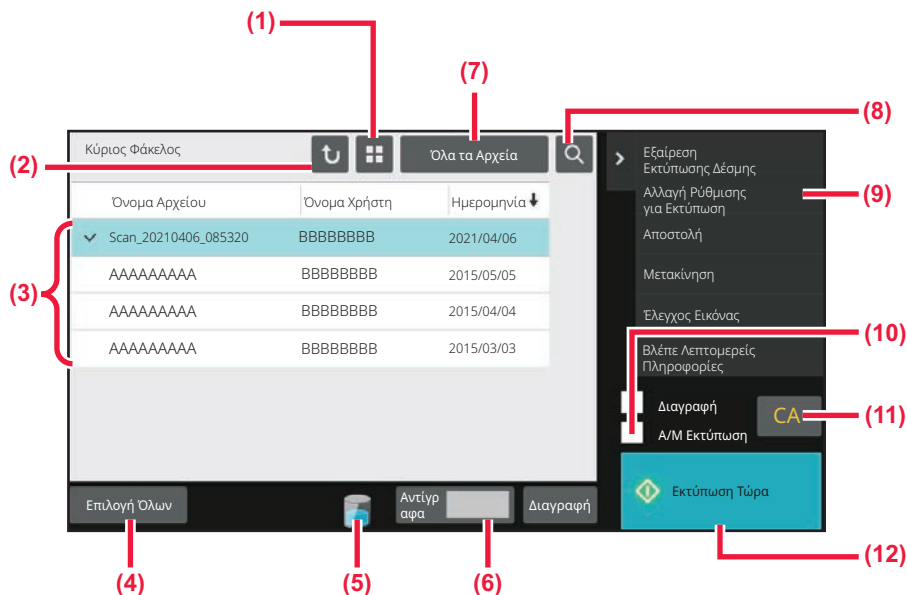 (1)
(7)
(8)
(2)
Κύριος Φάκελος
Όλα τα Αρχεία
Εξαίρεση
Εκτύπωσης Δέσμης
(9)
Όνομα Αρχείου Όνομα Χρήστη Ημερομηνία
Αλλαγή Ρύθμισης
για Εκτύπωση
(3)
Scan_20210406_085320 BBBBBBBB 2021/04/06
Αποστολή
AAAAAAAAA BBBBBBBB 2015/05/05
Μετακίνηση
AAAAAAAAA BBBBBBBB 2015/04/04
Έλεγχος Εικόνας
(10)
AAAAAAAAA BBBBBBBB 2015/03/03
Βλέπε Λεπτομερείς
Πληροφορίες
Διαγραφή
CA
(11)
Α/Μ Εκτύπωση
Επιλογή Όλων
Αντίγρ
αφα
Διαγραφή
Εκτύπωση Τώρα
(12)
(4)
(5)
(6)